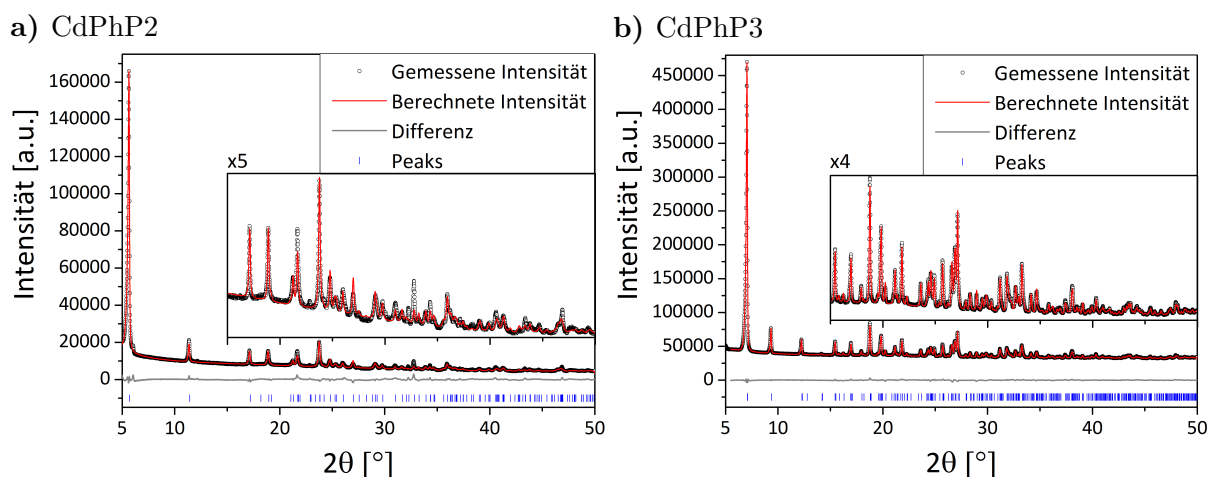 a) CdPhP2
Intensität [a.u.]
160000
140000
120000
100000
80000
60000
40000
20000
0
Gemessene Intensität
Berechnete Intensität
Differenz
Peaks
x5
5 10 20 30 40 50
2θ [°]
b) CdPhP3
Intensität [a.u.]
450000
400000
350000
300000
250000
200000
150000
100000
50000
0
Gemessene Intensität
Berechnete Intensität
Differenz
Peaks
x4
5 10 20 30 40 50
2θ [°]